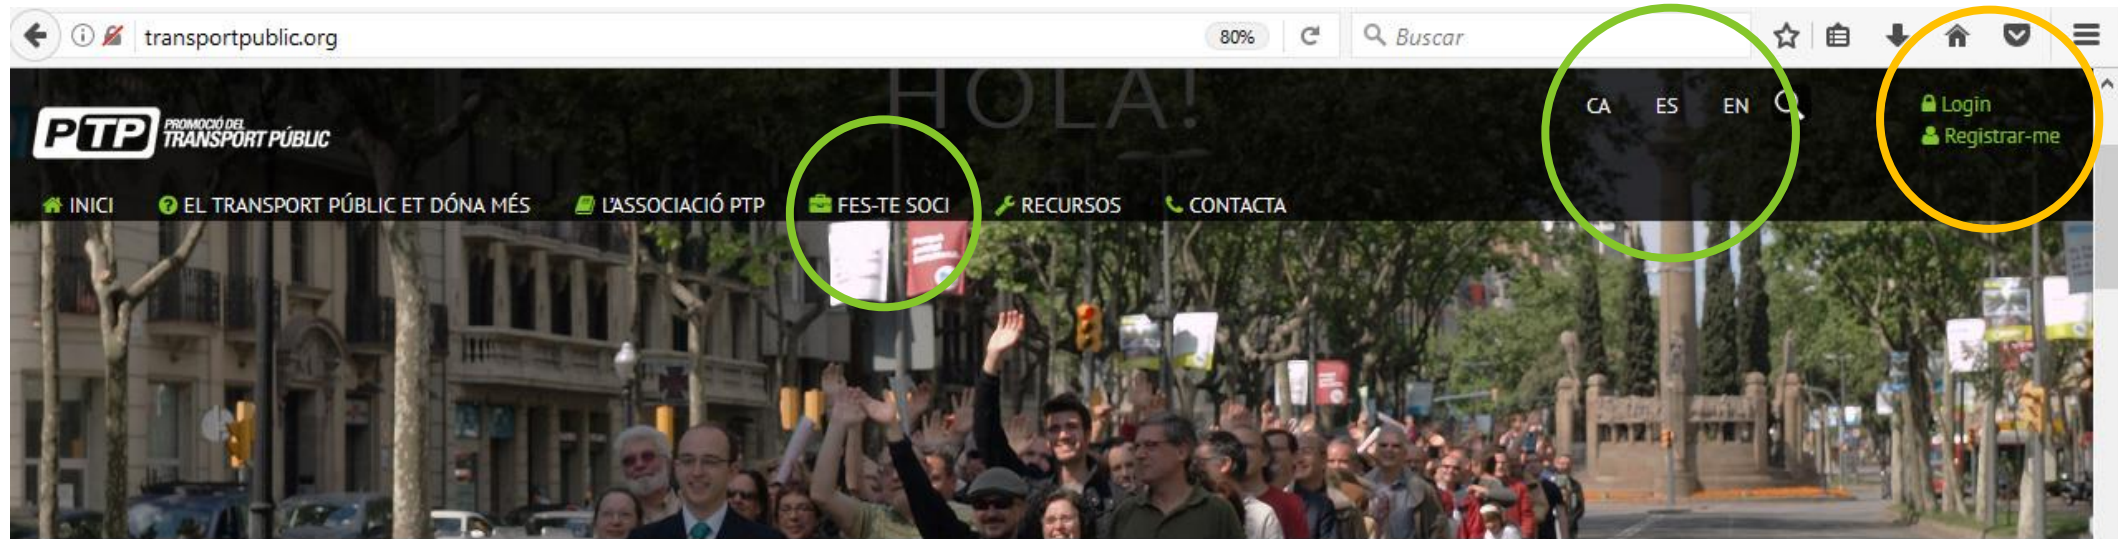 transportpublic.org
80%
Buscar
HOLA!
CA ES EN
Login
Registrar-me
PTP PROMOCIÓ DEL
TRANSPORT PÚBLIC
INICI EL TRANSPORT PÚBLIC ET DÓNA MÉS L'ASSOCIACIÓ PTP FES-TE SOCI RECURSOS CONTACTA